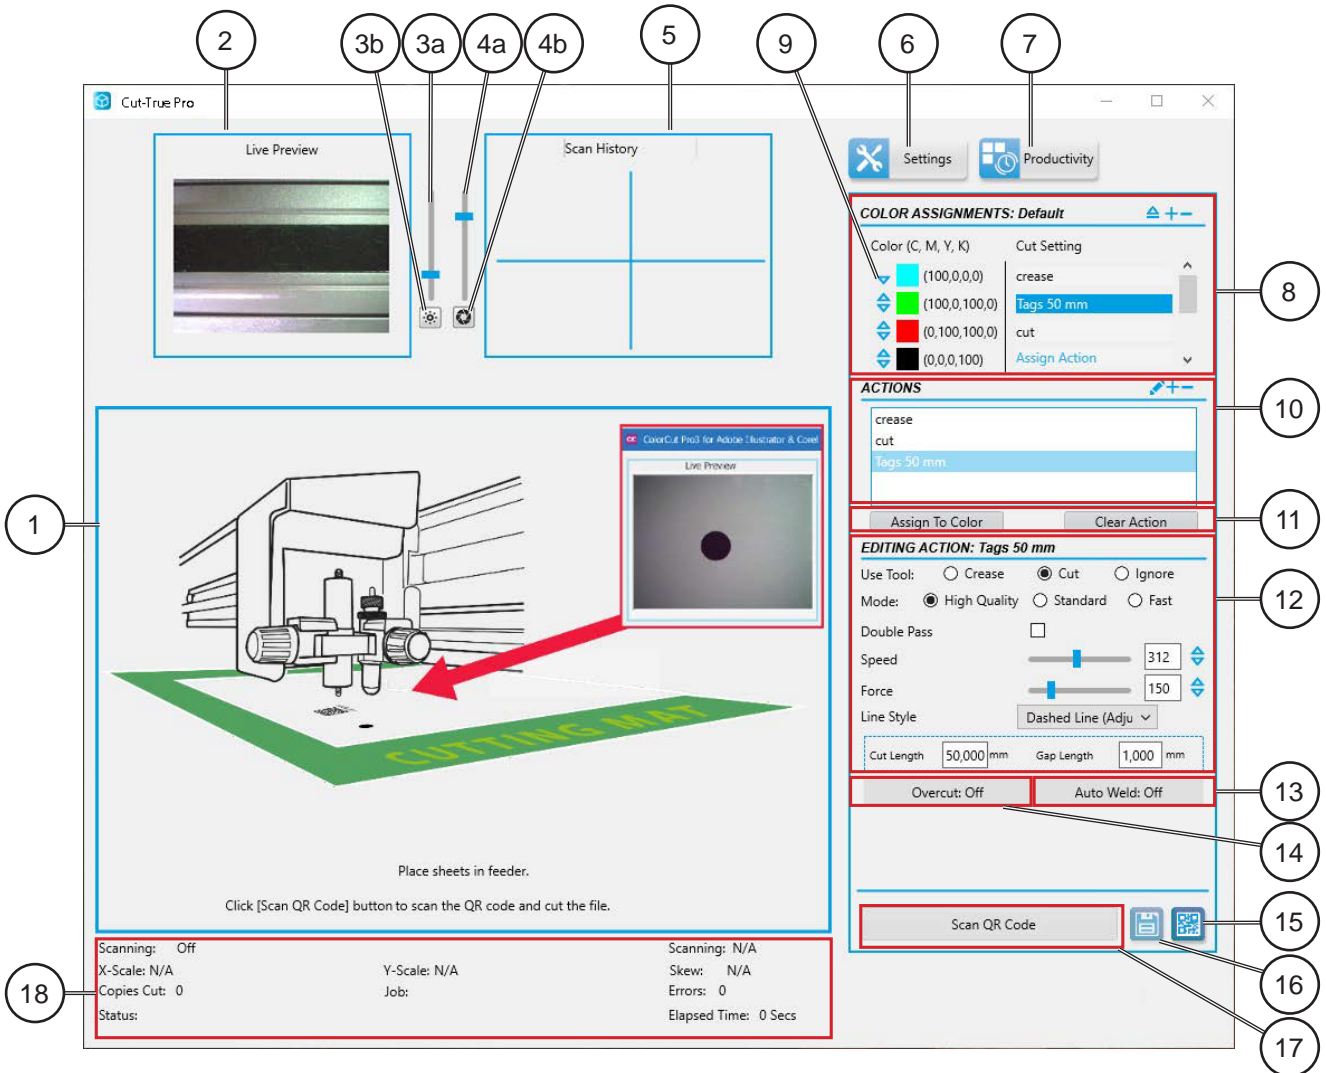 2
3b
3a
4a
4b
5
9
6
7
Cut-True Pro
Live Preview
Scan History
Settings
Productivity
COLOR ASSIGNMENTS: Default
Color (C, M, Y, K)
Cut Setting
(100,0,0,0)
crease
8
(100,0,100,0)
Tags 50 mm
(0,100,100,0)
cut
(0,0,0,100)
Assign Action
ACTIONS
10
crease
cut
Tags 50 mm
CC ColorCut Pro3 for Adobe Illustrator & Corel
Live Preview
1
Assign To Color
Clear Action
11
EDITING ACTION: Tags 50 mm
Use Tool:
Crease
Cut
Ignore
Mode:
High Quality
Standard
Fast
12
Double Pass
Speed
312
Force
150
Line Style
Dashed Line (Adju
CUTTING MAT
Cut Length
50,000 mm
Gap Length
1,000 mm
Overcut: Off
Auto Weld: Off
13
14
Place sheets in feeder.
Click [Scan QR Code] button to scan the QR code and cut the file.
Scan QR Code
15
16
17
18
Scanning: Off
Scanning: N/A
X-Scale: N/A
Y-Scale: N/A
Skew: N/A
Copies Cut: 0
Job:
Errors: 0
Status:
Elapsed Time: 0 Secs